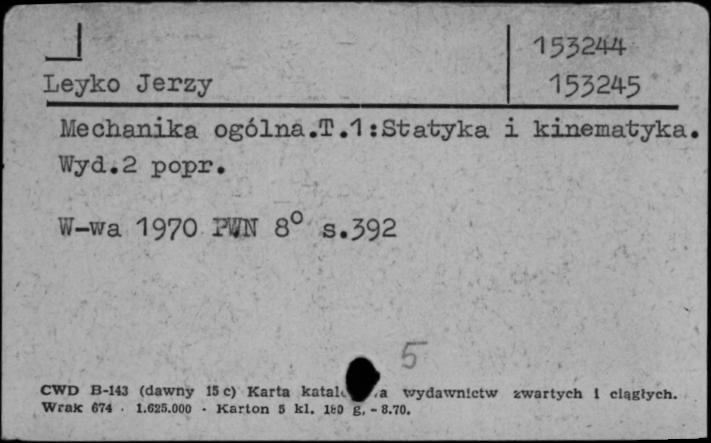 153244
Leyko Jerzy 153245
Mechanika ogólna.T.1:Statyka i kinematyka.
Wyd.2 popr.
W-wa 1970 PWN 8° s.392
5
CWD B-143 (dawny 15 c) Karta wydawnictw zwartych i ciągłych.
Wrak 674 · 1.625.000 · Karton 5 kl. 180 g. - 8.70.